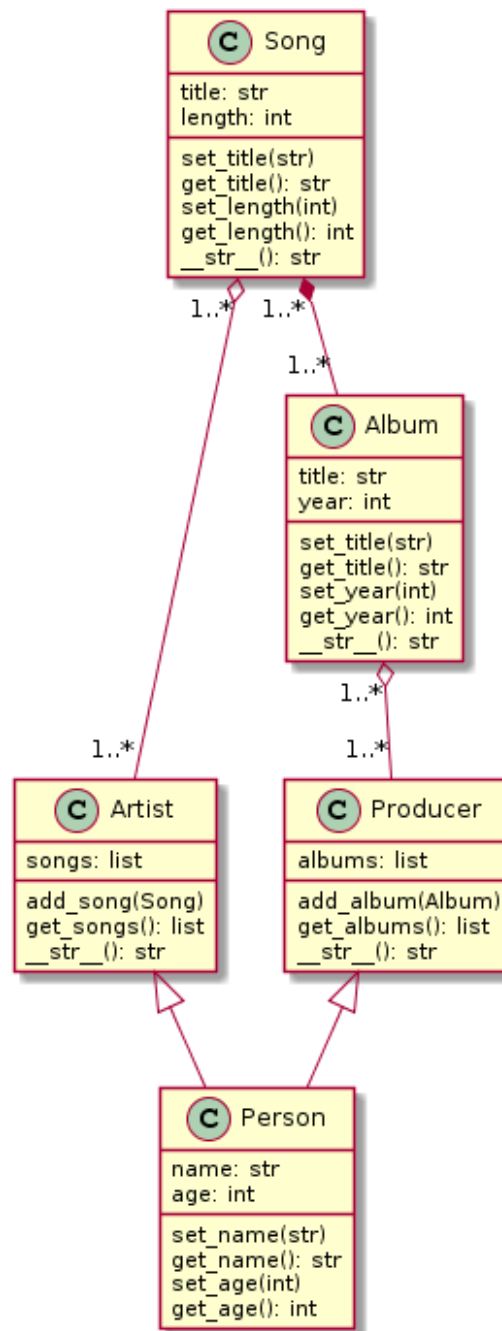 C Song
title: str
length: int
set_title(str)
get_title(): str
set_length(int)
get_length(): int
__str__(): str
1..* 1..*
1..*
C Album
title: str
year: int
set_title(str)
get_title(): str
set_year(int)
get_year(): int
__str__(): str
1..*
1..* 1..*
C Artist
songs: list
add_song(Song)
get_songs(): list
__str__(): str
C Producer
albums: list
add_album(Album)
get_albums(): list
__str__(): str
C Person
name: str
age: int
set_name(str)
get_name(): str
set_age(int)
get_age(): int